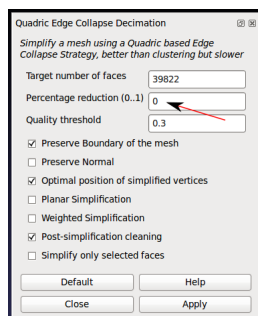 Quadric Edge Collapse Decimation
Simplify a mesh using a Quadric based Edge
Collapse Strategy, better than clustering but slower
Target number of faces 39822
Percentage reduction (0..1) 0
Quality threshold 0.3
Preserve Boundary of the mesh
Preserve Normal
Optimal position of simplified vertices
Planar Simplification
Weighted Simplification
Post-simplification cleaning
Simplify only selected faces
Default Help
Close Apply